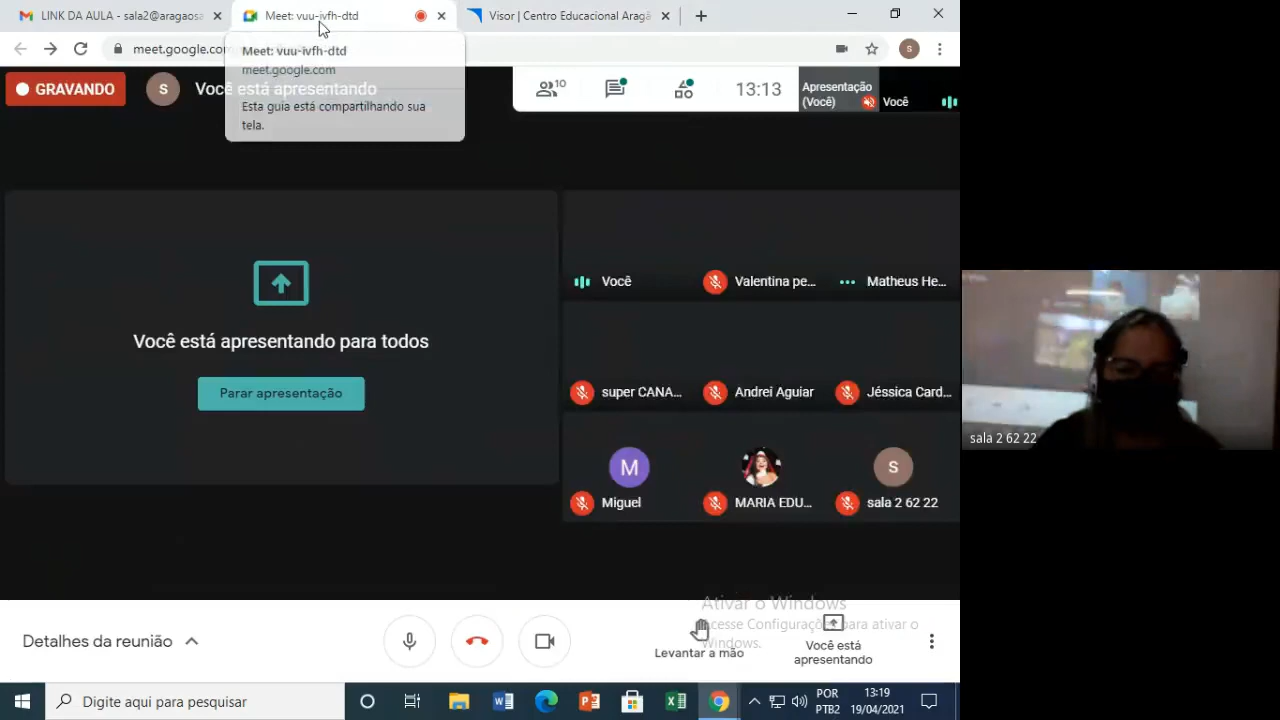 LINK DA AULA - sala2@aragaosa
Meet: vuu-ivfh-dtd
Visor | Centro Educacional Aragã
meet.google.co
S
Meet: vuu-ivfh-dtd
meet.google.com
Esta guia está compartilhando sua
tela.
GRAVANDO
S
Você está apresentando
10
13:13
Apresentação
(Você)
Você
Você está apresentando para todos
Parar apresentação
Você
Valentina pe...
Matheus He...
super CANA...
Andrei Aguiar
Jéssica Card...
M
Miguel
MARIA EDU...
S
sala 2 62 22
sala 2 62 22
Ativar o Windows
Acesse Configurações para ativar o
Windows.
Detalhes da reunião
Levantar a mão
Você está
apresentando
Digite aqui para pesquisar
POR
PTB2
13:19
19/04/2021